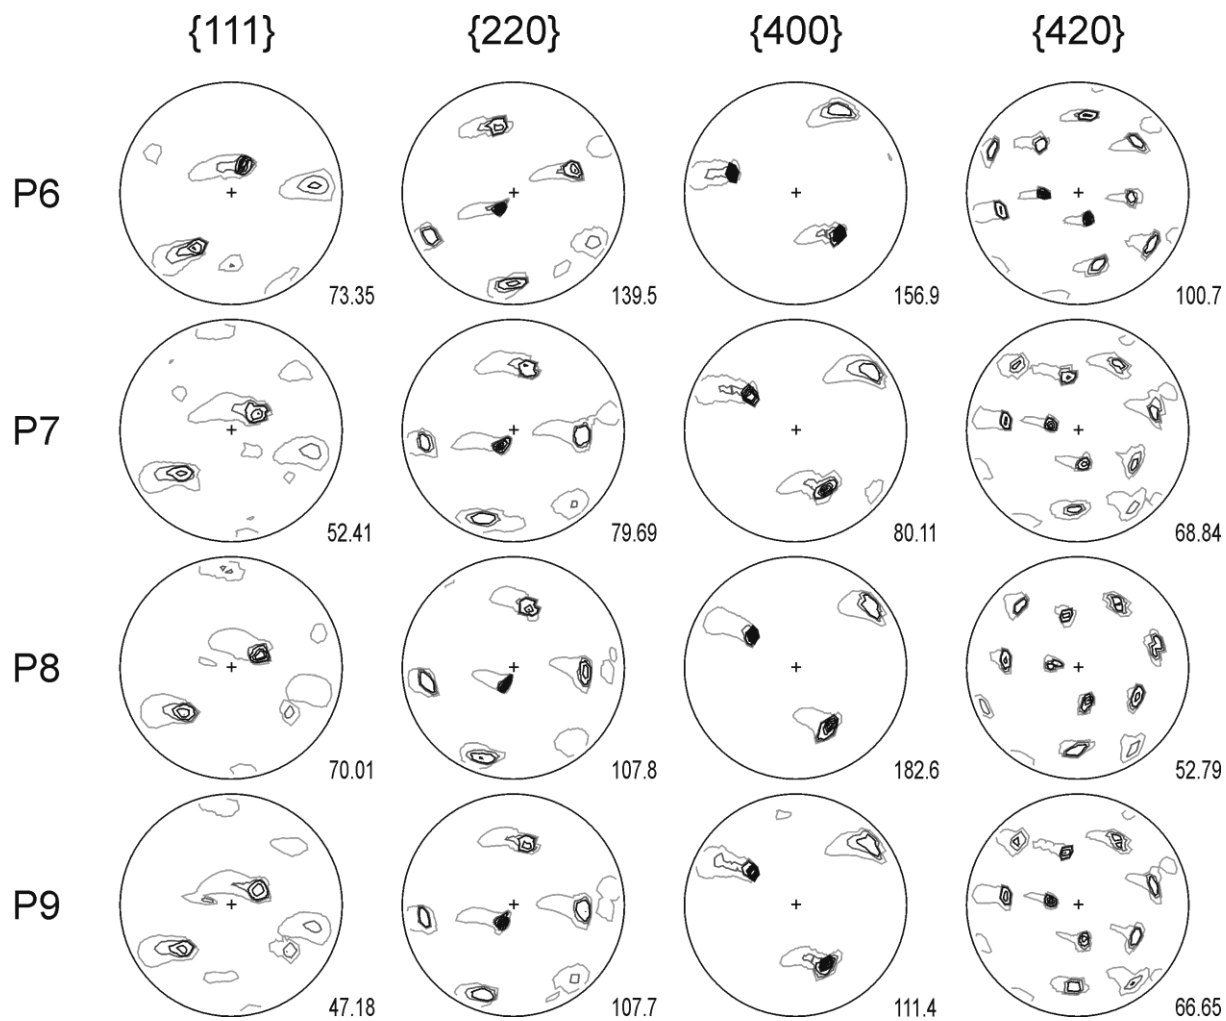 {111} {220} {400} {420}
P6 73.35 139.5 156.9 100.7
P7 52.41 79.69 80.11 68.84
P8 70.01 107.8 182.6 52.79
P9 47.18 107.7 111.4 66.65